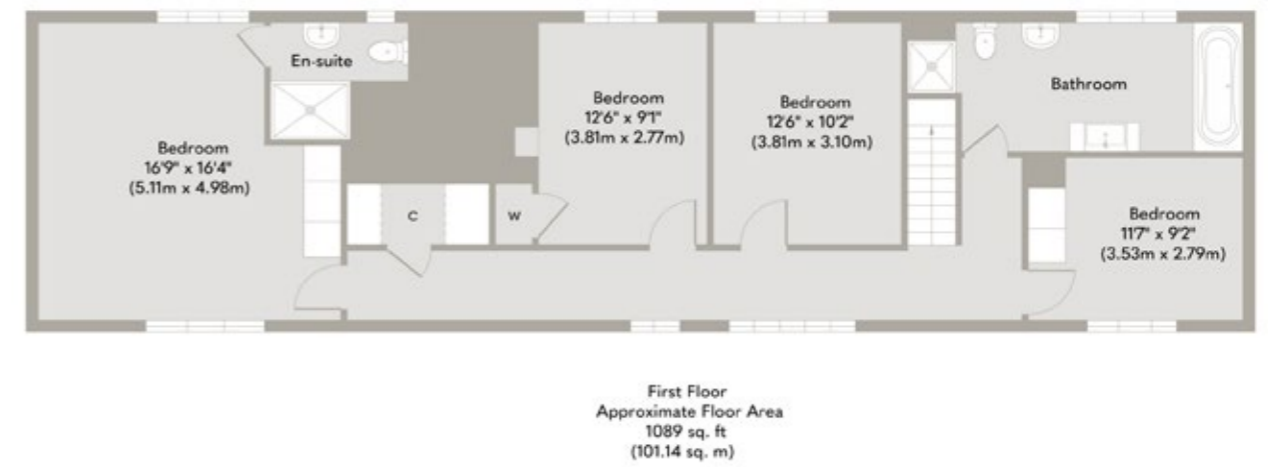 En-suite
Bedroom
16'9" x 16'4"
(5.11m x 4.98m)
C
W
Bedroom
12'6" x 9'1"
(3.81m x 2.77m)
Bedroom
12'6" x 10'2"
(3.81m x 3.10m)
Bathroom
Bedroom
11'7" x 9'2"
(3.53m x 2.79m)
First Floor
Approximate Floor Area
1089 sq. ft
(101.14 sq. m)